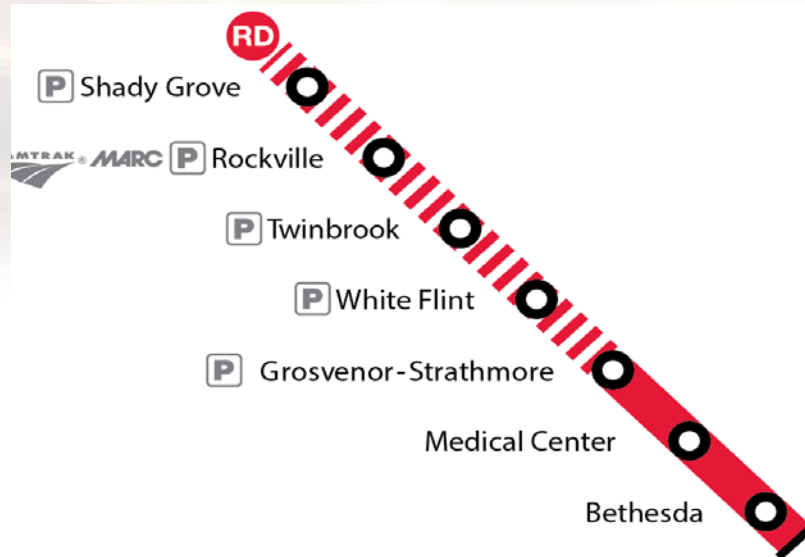 RD
P Shady Grove
MARC P Rockville
P Twinbrook
P White Flint
P Grosvenor-Strathmore
Medical Center
Bethesda